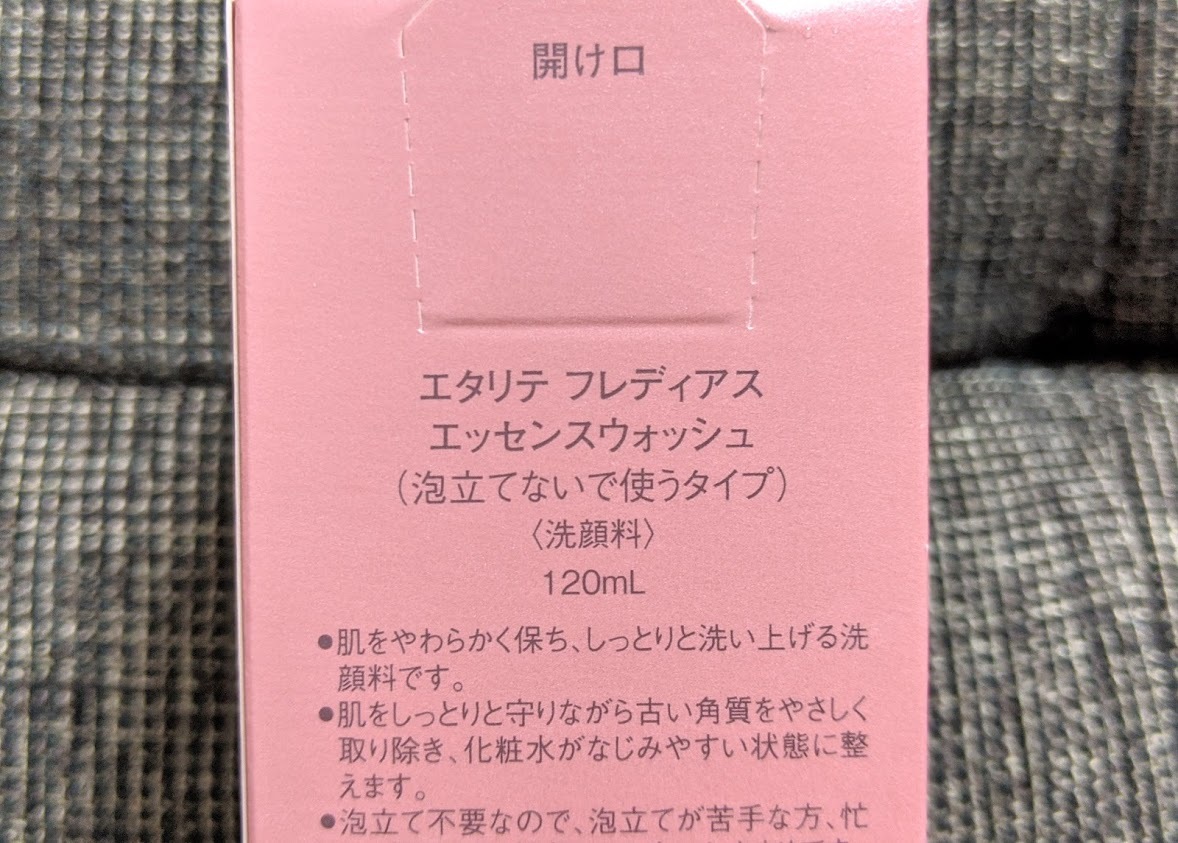 開け口
エタリテ フレディアス
エッセンスウォッシュ
（泡立てないで使うタイプ）
〈洗顔料〉
120mL
●肌をやわらかく保ち、しっとりと洗い上げる洗
顔料です。
●肌をしっとりと守りながら古い角質をやさしく
取り除き、化粧水がなじみやすい状態に整
えます。
●泡立て不要なので、泡立てが苦手な方、忙